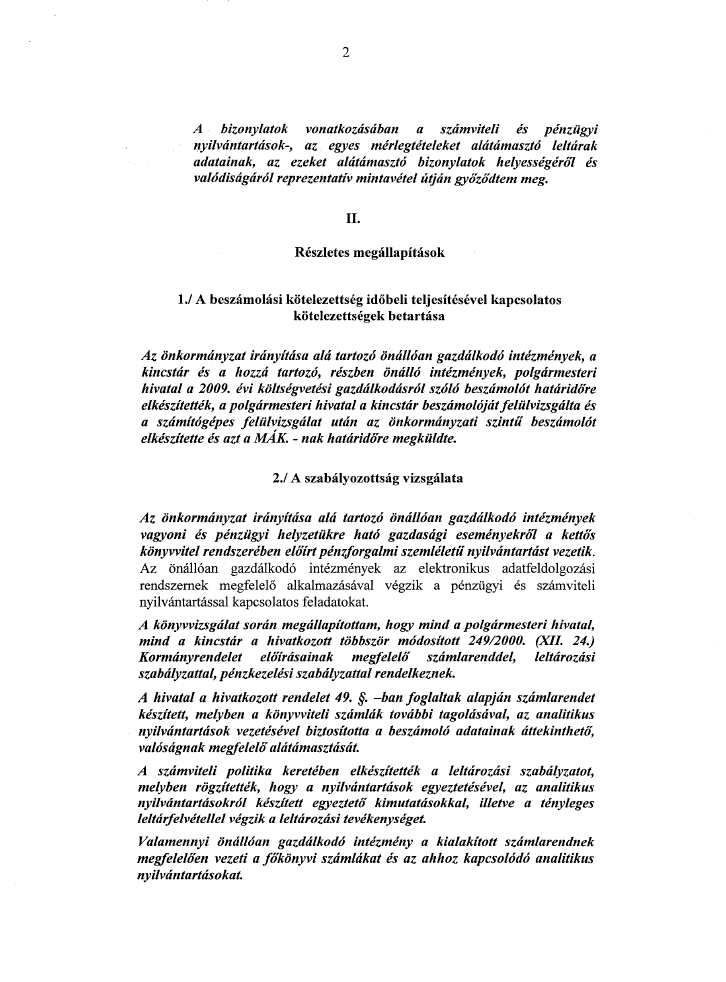 2
A bizonylatok vonatkozásában a számviteli és pénzügyi
nyilvántartások-, az egyes mérlegtételeket alátámasztó leltárak
adatainak, az ezeket alátámasztó bizonylatok helyességéről és
valódiságáról reprezentatív mintavétel útján győződtem meg.
II.
Részletes megállapítások
1./ A beszámolási kötelezettség időbeli teljesítésével kapcsolatos
kötelezettségek betartása
Az önkormányzat irányítása alá tartozó önállóan gazdálkodó intézmények, a
kincstár és a hozzá tartozó, részben önálló intézmények, polgármesteri
hivatal a 2009. évi költségvetési gazdálkodásról szóló beszámolót határidőre
elkészítették, a polgármesteri hivatal a kincstár beszámolóját felülvizsgálta és
a számítógépes felülvizsgálat után az önkormányzati szintű beszámolót
elkészítette és azt a MÁK. - nak határidőre megküldte.
2./ A szabályozottság vizsgálata
Az önkormányzat irányítása alá tartozó önállóan gazdálkodó intézmények
vagyoni és pénzügyi helyzetükre ható gazdasági eseményekről a kettős
könyvvitel rendszerében előírt pénzforgalmi szemléletű nyilvántartást vezetik.
Az önállóan gazdálkodó intézmények az elektronikus adatfeldolgozási
rendszernek megfelelő alkalmazásával végzik a pénzügyi és számviteli
nyilvántartással kapcsolatos feladatokat.
A könyvvizsgálat során megállapítottam, hogy mind a polgármesteri hivatal,
mind a kincstár a hivatkozott többször módosított 249/2000. (XII. 24.)
Kormányrendelet előírásainak megfelelő számlarenddel, leltározási
szabályzattal, pénzkezelési szabályzattal rendelkeznek.
A hivatal a hivatkozott rendelet 49. §. –ban foglaltak alapján számlarendet
készített, melyben a könyvviteli számlák további tagolásával, az analitikus
nyilvántartások vezetésével biztosította a beszámoló adatainak áttekinthető,
valóságnak megfelelő alátámasztását.
A számviteli politika keretében elkészítették a leltározási szabályzatot,
melyben rögzítették, hogy a nyilvántartások egyeztetésével, az analitikus
nyilvántartásokról készített egyeztető kimutatásokkal, illetve a tényleges
leltárfelvétellel végzik a leltározási tevékenységet.
Valamennyi önállóan gazdálkodó intézmény a kialakított számlarendnek
megfelelően vezeti a főkönyvi számlákat és az ahhoz kapcsolódó analitikus
nyilvántartásokat.